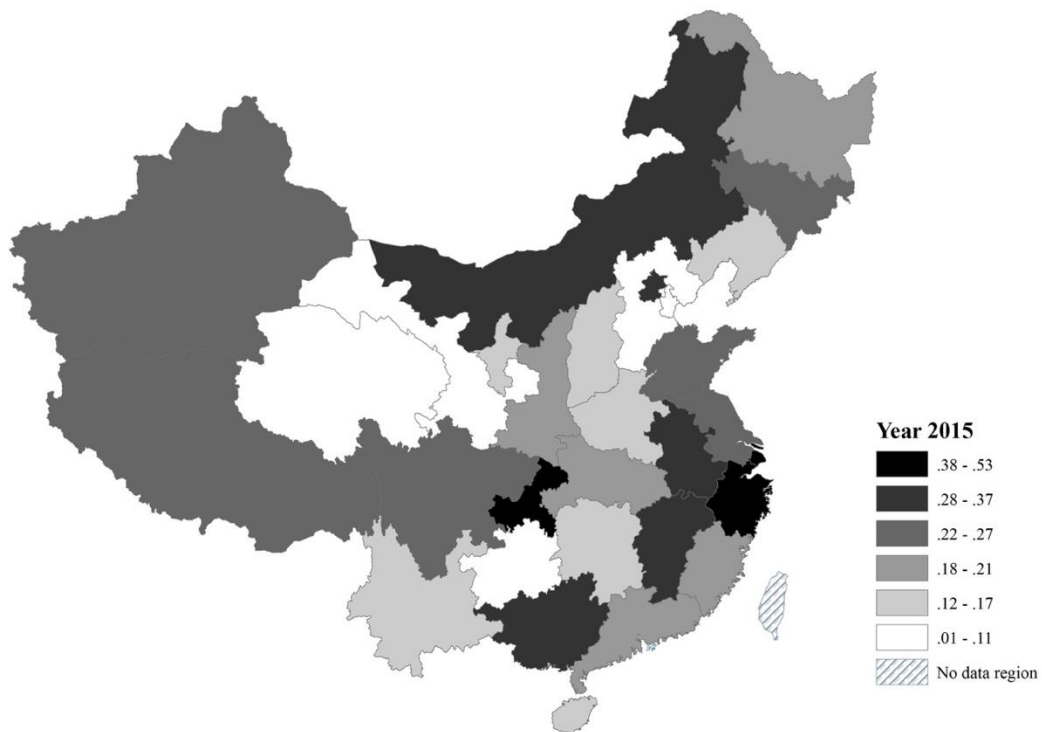 Year 2015
.38 - .53
.28 - .37
.22 - .27
.18 - .21
.12 - .17
.01 - .11
No data region